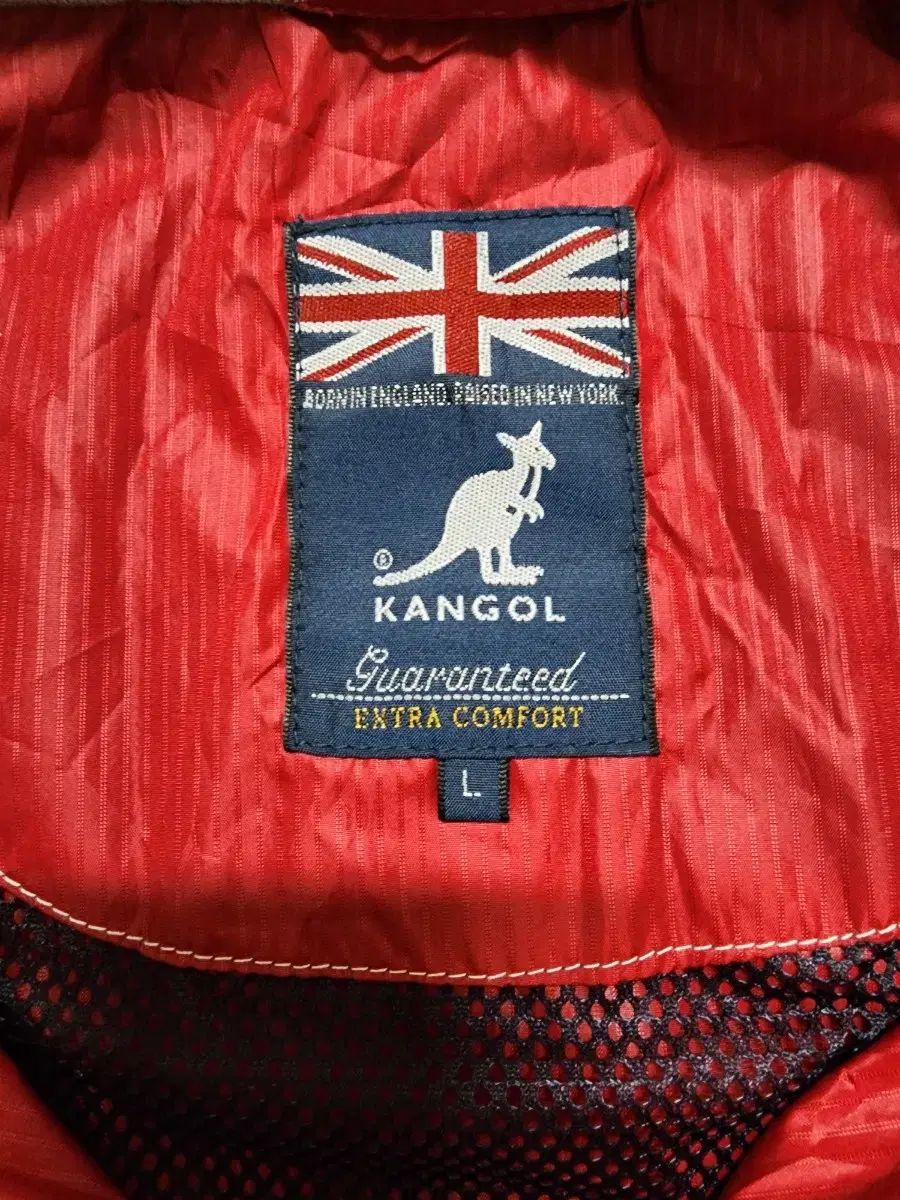 BORN IN ENGLAND. RAISED IN NEW YORK
®
KANGOL
Guaranteed
EXTRA COMFORT
L.